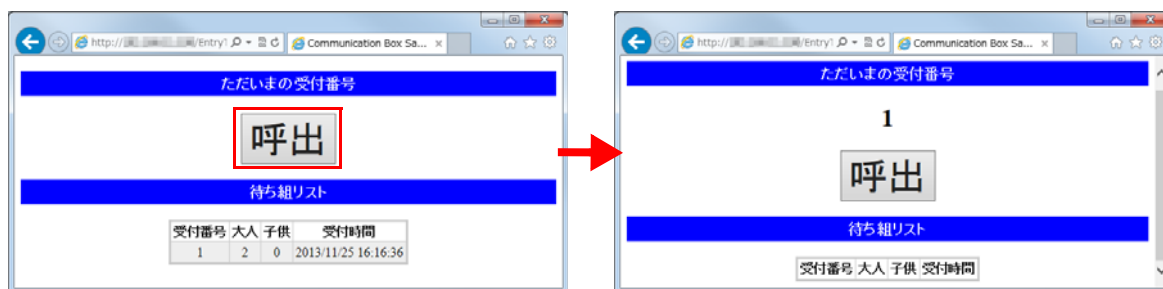 http:// /Entry1
Communication Box Sa...
ただいまの受付番号
呼出
待ち組リスト
受付番号 大人 子供 受付時間
1 2 0 2013/11/25 16:16:36
http:// /Entry1
Communication Box Sa...
ただいまの受付番号
1
呼出
待ち組リスト
受付番号 大人 子供 受付時間